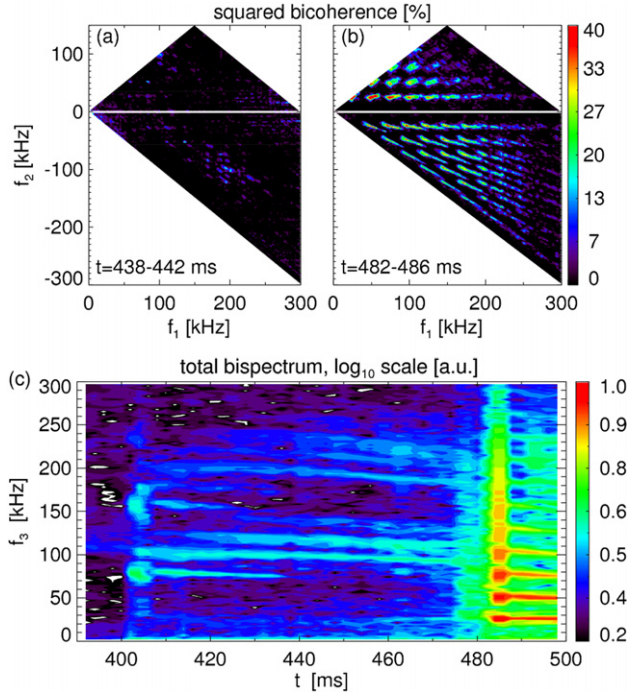 squared bicoherence [%]
(a)
(b)
100
0
-100
-200
-300
f₂ [kHz]
t=438-442 ms
t=482-486 ms
0 100 200 300
0 100 200 300
f₁ [kHz]
f₁ [kHz]
40
33
27
20
13
7
0
(c)
total bispectrum, log₁₀ scale [a.u.]
300
250
200
150
100
50
0
f₃ [kHz]
400 420 440 460 480 500
t [ms]
1.0
0.9
0.8
0.7
0.6
0.5
0.4
0.3
0.2